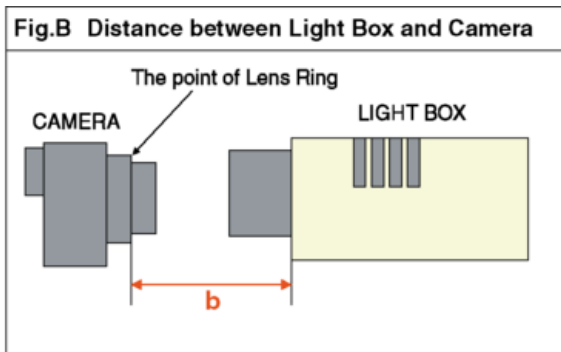 Fig.B Distance between Light Box and Camera
The point of Lens Ring
CAMERA
LIGHT BOX
b